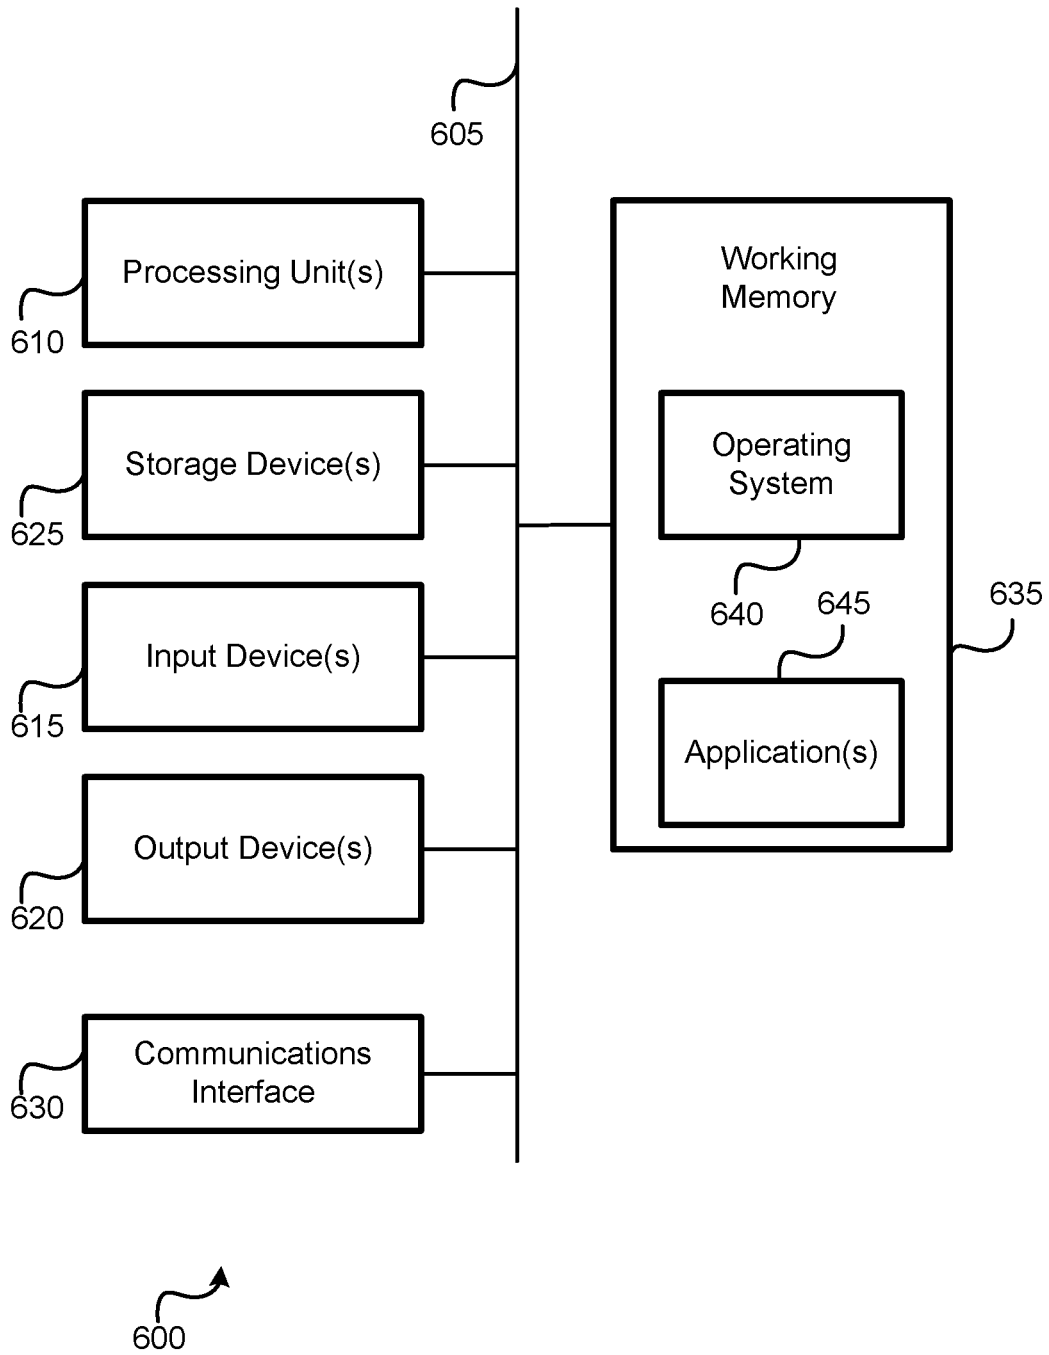 605
Processing Unit(s)
610
Storage Device(s)
625
Input Device(s)
615
Output Device(s)
620
Communications
Interface
630
Working
Memory
Operating
System
640
645
Application(s)
635
600